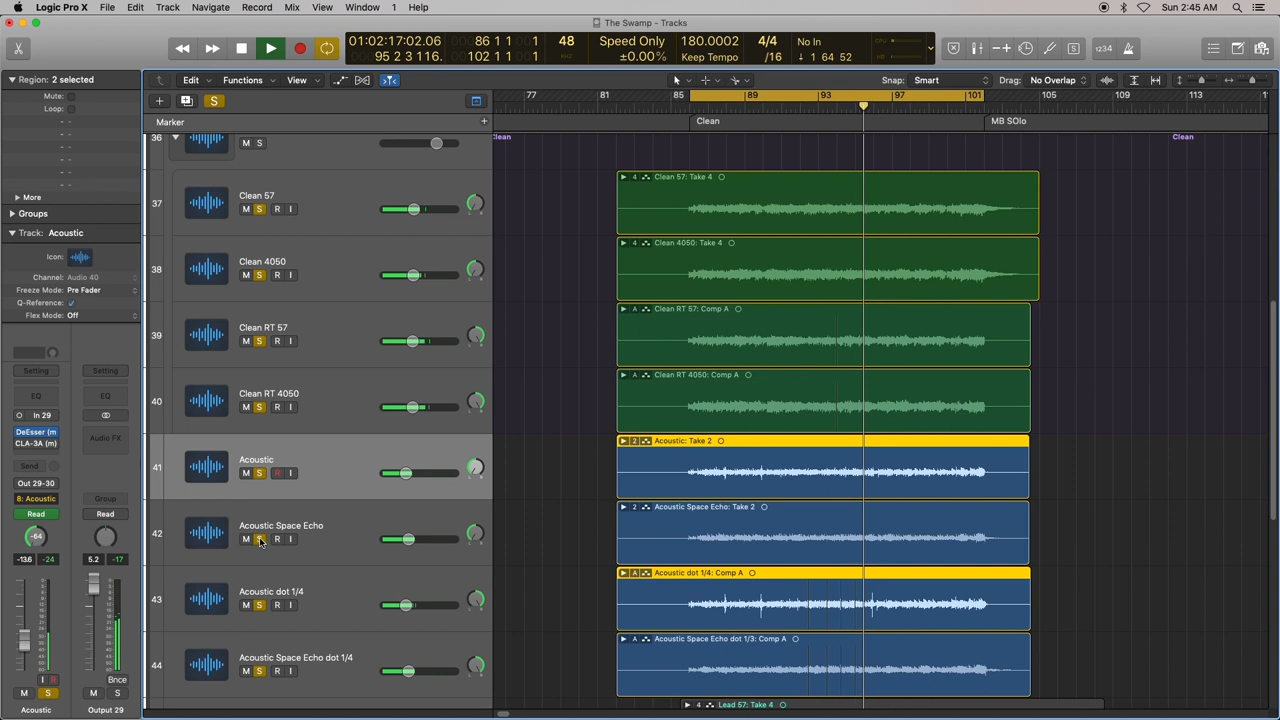 Logic Pro X File Edit Track Navigate Record Mix View Window 1 Help Sun 2:45 AM
The Swamp - Tracks
01:02:17:02.06 86 1 1 1 48 Speed Only 180.0002 4/4 No In
95 2 3 116. 102 1 1 1 ±0.00% Keep Tempo /16 ↓ 1 64 52
1234
Region: 2 selected
Mute:
Loop:
More
Groups
Track: Acoustic
Icon:
Channel: Audio 40
Freeze Mode: Pre Fader
Q-Reference:
Flex Mode: Off
Edit Functions View Snap: Smart Drag: No Overlap
S
77 81 85 89 93 97 101 105 109 113
Marker Clean MB SOlo
36 M S Clean Clean
37 Clean 57 M S R I 4 Clean 57: Take 4
38 Clean 4050 M S R I 4 Clean 4050: Take 4
39 Clean RT 57 M S R I A Clean RT 57: Comp A
40 Clean RT 4050 M S R I A Clean RT 4050: Comp A
41 Acoustic M S R I 2 Acoustic: Take 2
42 Acoustic Space Echo M S R I 2 Acoustic Space Echo: Take 2
43 Acoustic dot 1/4 M S R I A Acoustic dot 1/4: Comp A
44 Acoustic Space Echo dot 1/4 M S R I A Acoustic Space Echo dot 1/3: Comp A
4 Lead 57: Take 4
Setting Setting
EQ EQ
In 29
DeEsser (m
CLA-3A (m) Audio FX
Send
Out 29-30
8: Acoustic Group
Read Read
-64
-13.6 -24 5.2 -17
I R Bnce
M S M S
Acoustic Output 29